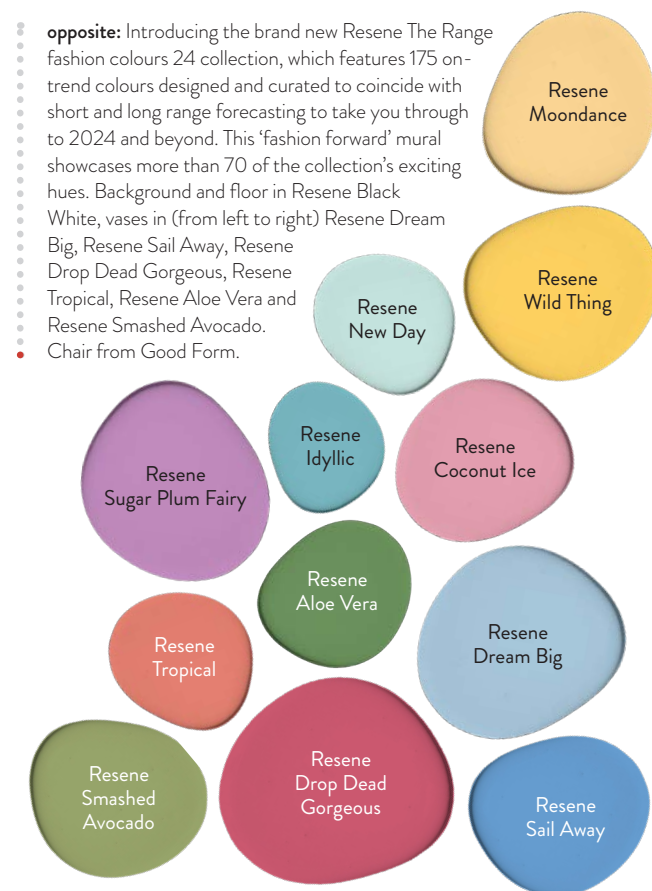 opposite: Introducing the brand new Resene The Range
fashion colours 24 collection, which features 175 on-
trend colours designed and curated to coincide with
short and long range forecasting to take you through
to 2024 and beyond. This ‘fashion forward’ mural
showcases more than 70 of the collection’s exciting
hues. Background and floor in Resene Black
White, vases in (from left to right) Resene Dream
Big, Resene Sail Away, Resene
Drop Dead Gorgeous, Resene
Tropical, Resene Aloe Vera and
Resene Smashed Avocado.
Chair from Good Form.
Resene
Moondance
Resene
Wild Thing
Resene
New Day
Resene
Sugar Plum Fairy
Resene
Idyllic
Resene
Coconut Ice
Resene
Aloe Vera
Resene
Tropical
Resene
Dream Big
Resene
Smashed
Avocado
Resene
Drop Dead
Gorgeous
Resene
Sail Away